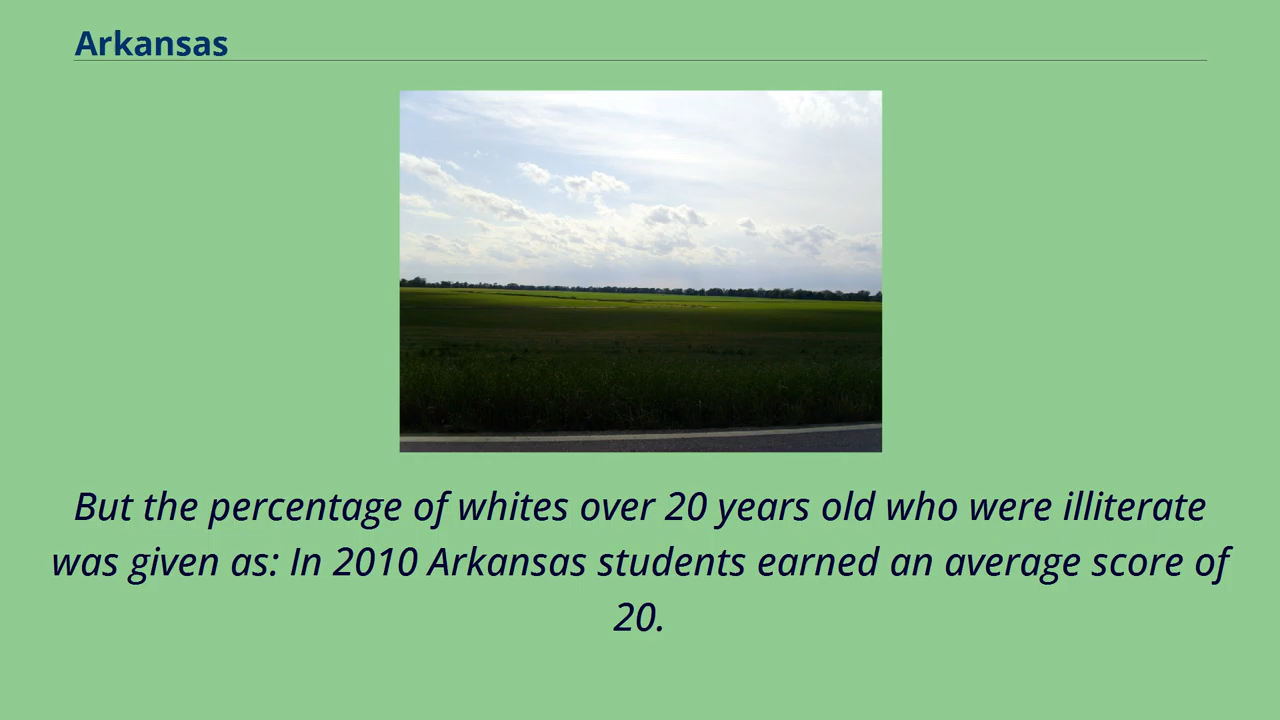 Arkansas
But the percentage of whites over 20 years old who were illiterate
was given as: In 2010 Arkansas students earned an average score of
20.